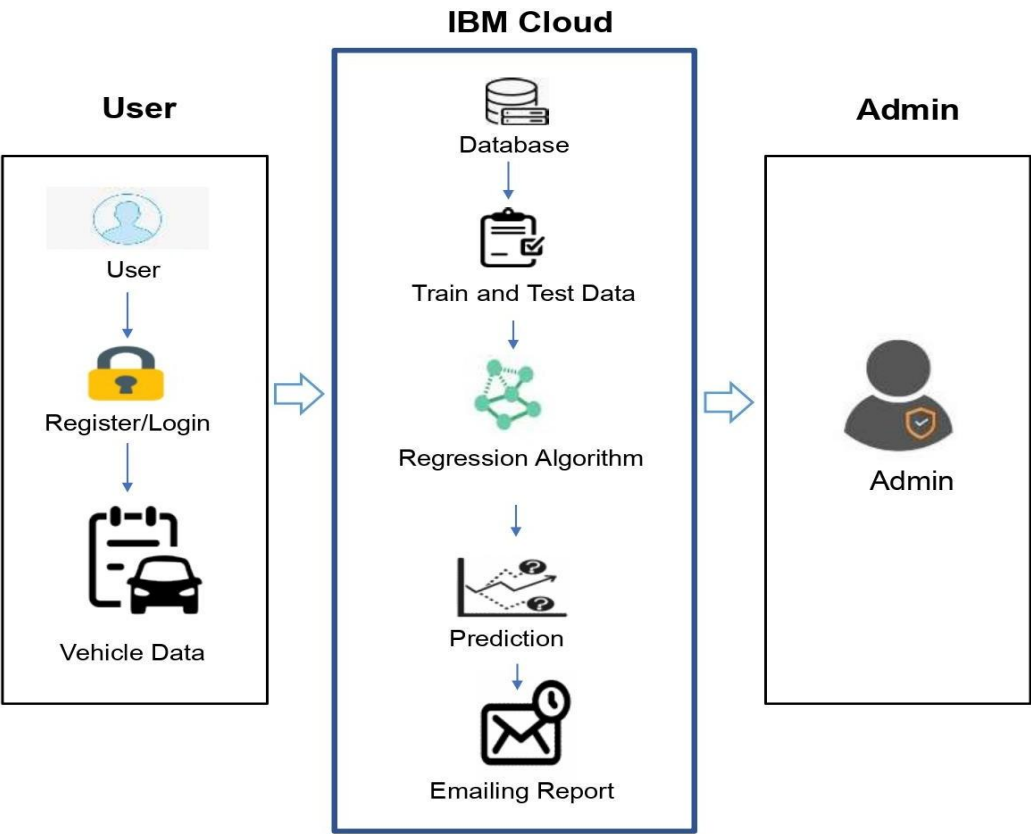 IBM Cloud
User
Admin
User
Register/Login
Vehicle Data
Database
Train and Test Data
Regression Algorithm
Prediction
Emailing Report
Admin